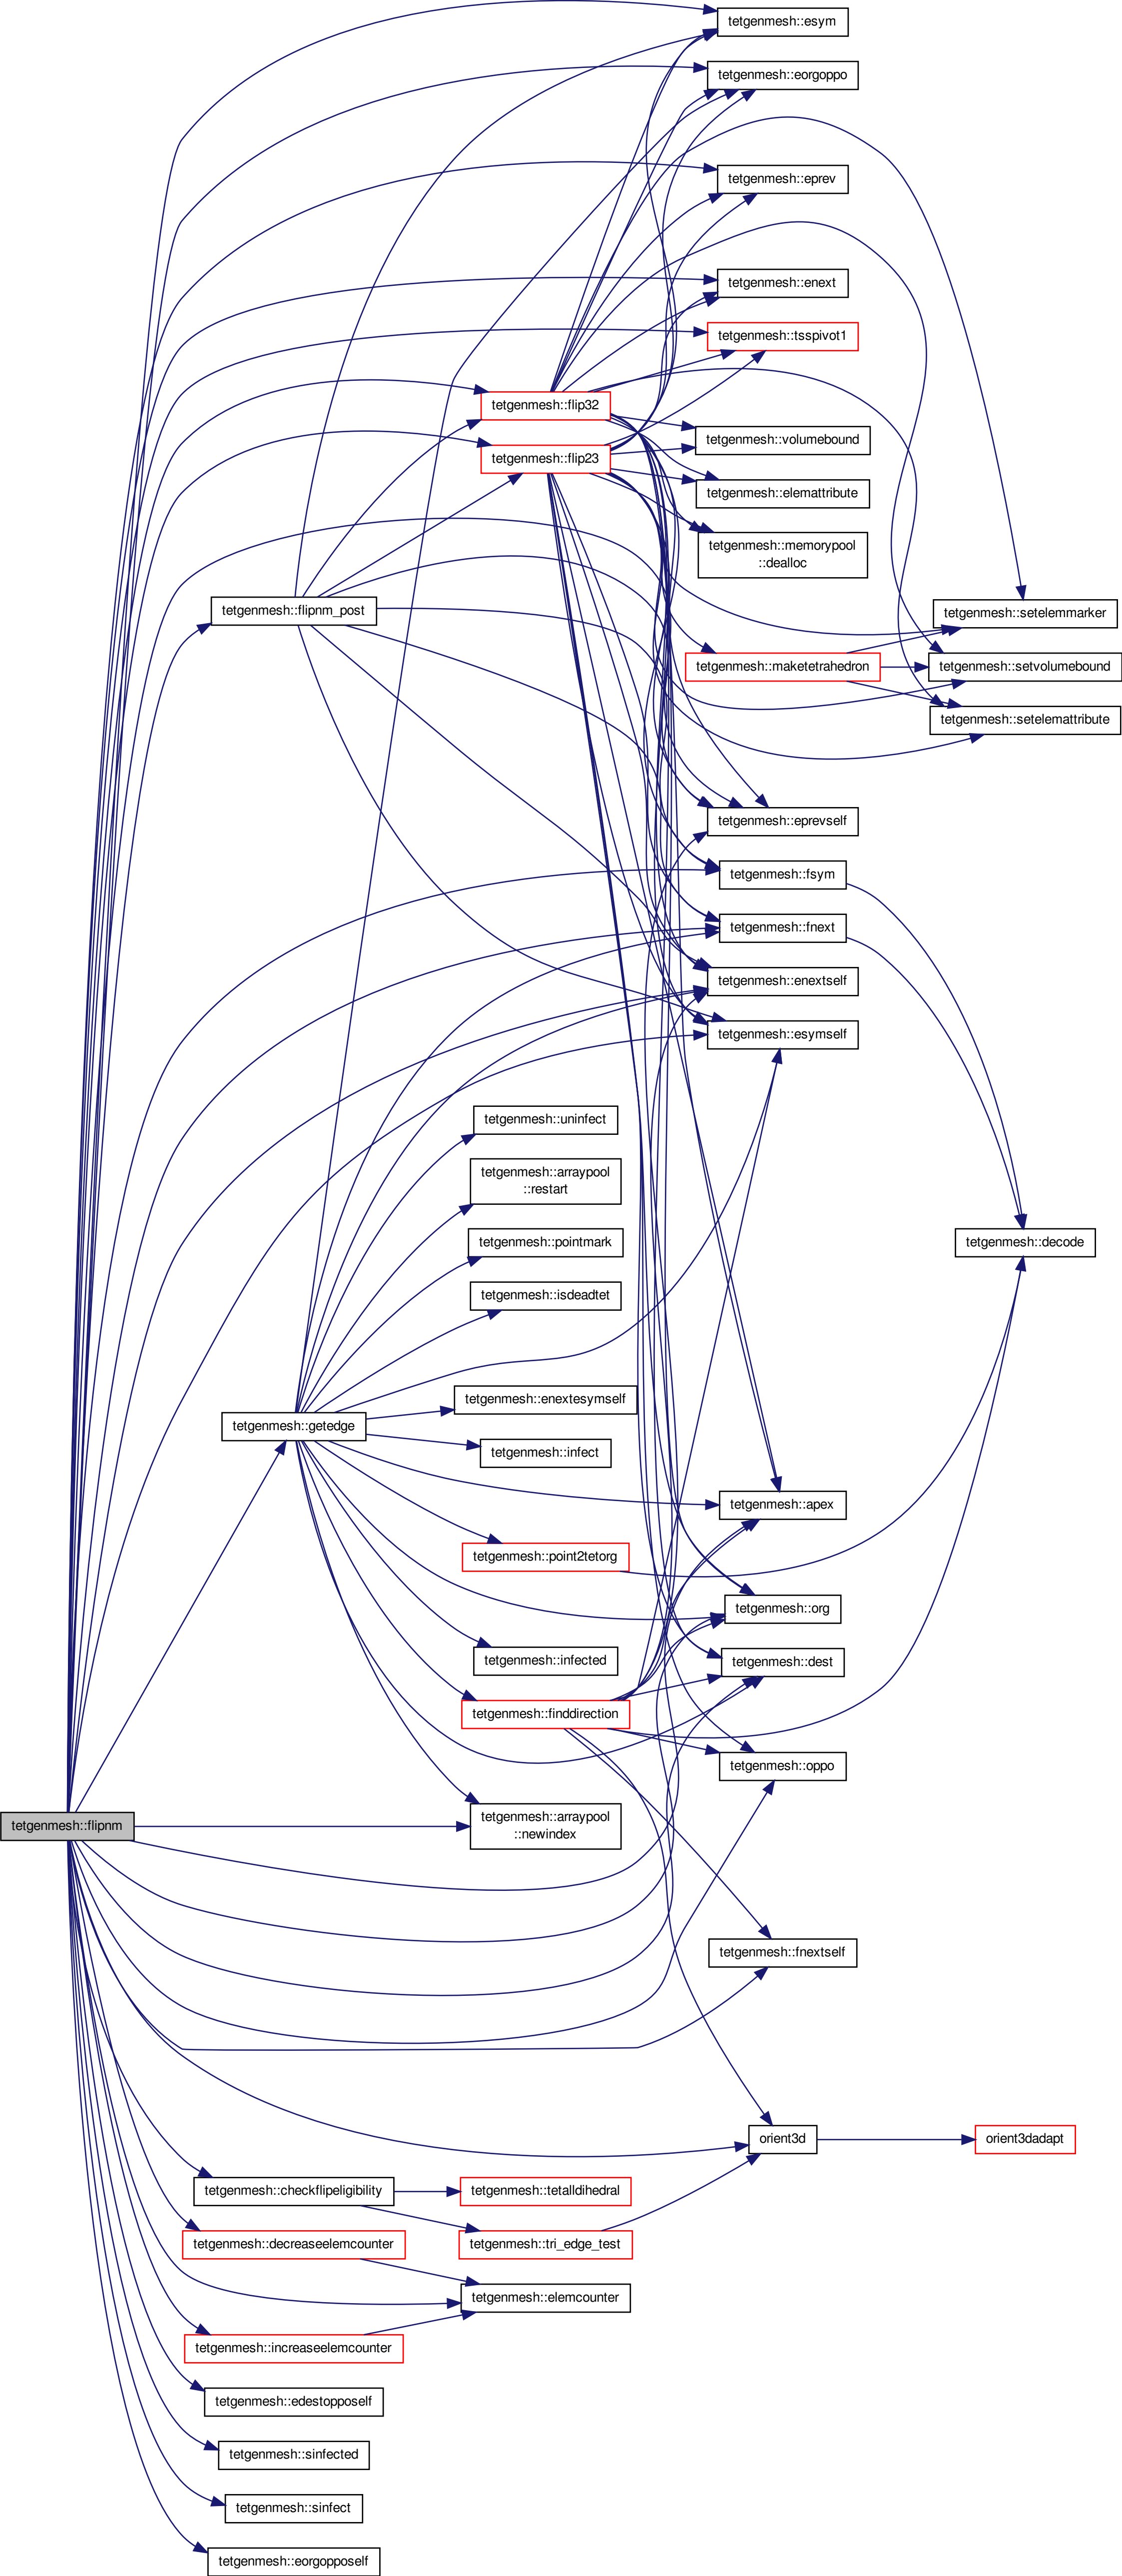 tetgenmesh::esym
tetgenmesh::eorgoppo
tetgenmesh::eprev
tetgenmesh::enext
tetgenmesh::tsspivot1
tetgenmesh::flip32
tetgenmesh::volumebound
tetgenmesh::flip23
tetgenmesh::elemattribute
tetgenmesh::memorypool
::dealloc
tetgenmesh::flipnm_post
tetgenmesh::setelemmarker
tetgenmesh::maketetrahedron
tetgenmesh::setvolumebound
tetgenmesh::setelemattribute
tetgenmesh::eprevself
tetgenmesh::fsym
tetgenmesh::fnext
tetgenmesh::enextself
tetgenmesh::esymself
tetgenmesh::uninfect
tetgenmesh::arraypool
::restart
tetgenmesh::pointmark
tetgenmesh::decode
tetgenmesh::isdeadtet
tetgenmesh::enextesymself
tetgenmesh::getedge
tetgenmesh::infect
tetgenmesh::apex
tetgenmesh::point2tetorg
tetgenmesh::org
tetgenmesh::infected
tetgenmesh::dest
tetgenmesh::finddirection
tetgenmesh::oppo
tetgenmesh::flipnm
tetgenmesh::arraypool
::newindex
tetgenmesh::fnextself
orient3d
orient3dadapt
tetgenmesh::checkflipeligibility
tetgenmesh::tetalldihedral
tetgenmesh::decreaseelemcounter
tetgenmesh::tri_edge_test
tetgenmesh::elemcounter
tetgenmesh::increaseelemcounter
tetgenmesh::edestoppoself
tetgenmesh::sinfected
tetgenmesh::sinfect
tetgenmesh::eorgoppoself